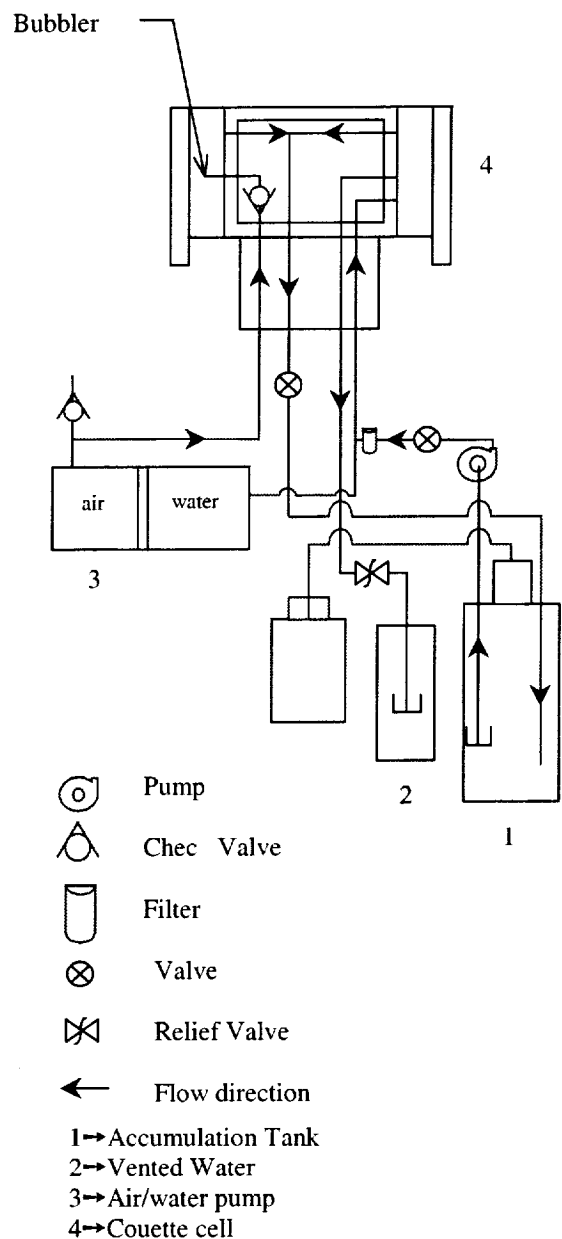 Bubbler
4
air
water
3
2
1
Pump
Chec Valve
Filter
Valve
Relief Valve
Flow direction
1→Accumulation Tank
2→Vented Water
3→Air/water pump
4→Couette cell